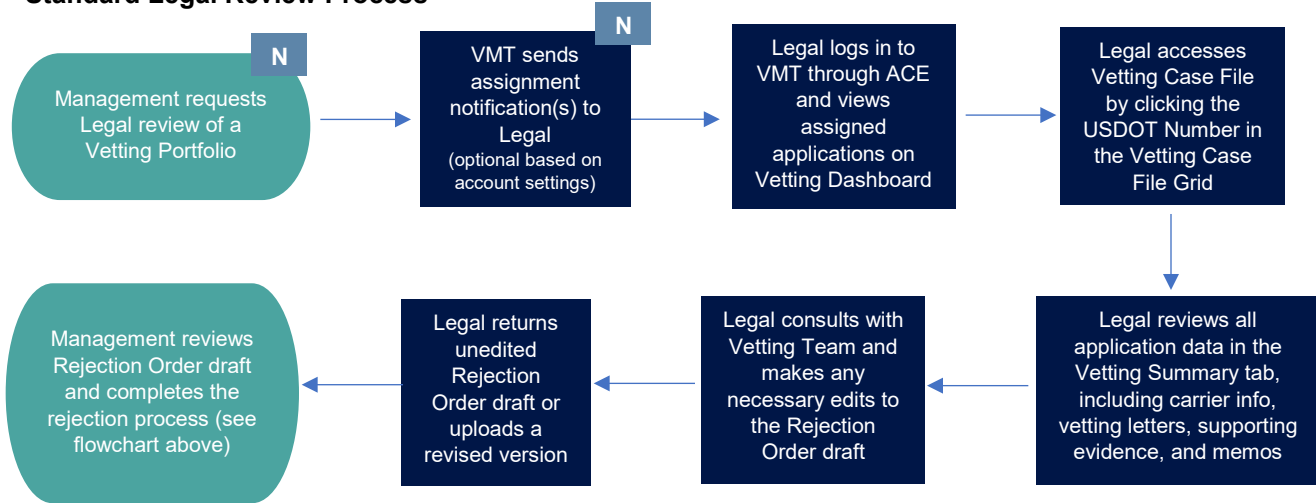 Standard Legal Review Process
N
Management requests
Legal review of a
Vetting Portfolio
N
VMT sends
assignment
notification(s) to
Legal
(optional based on
account settings)
Legal logs in to
VMT through ACE
and views
assigned
applications on
Vetting Dashboard
Legal accesses
Vetting Case File
by clicking the
USDOT Number in
the Vetting Case
File Grid
Legal reviews all
application data in the
Vetting Summary tab,
including carrier info,
vetting letters, supporting
evidence, and memos
Legal consults with
Vetting Team and
makes any
necessary edits to
the Rejection
Order draft
Legal returns
unedited
Rejection
Order draft or
uploads a
revised version
Management reviews
Rejection Order draft
and completes the
rejection process (see
flowchart above)